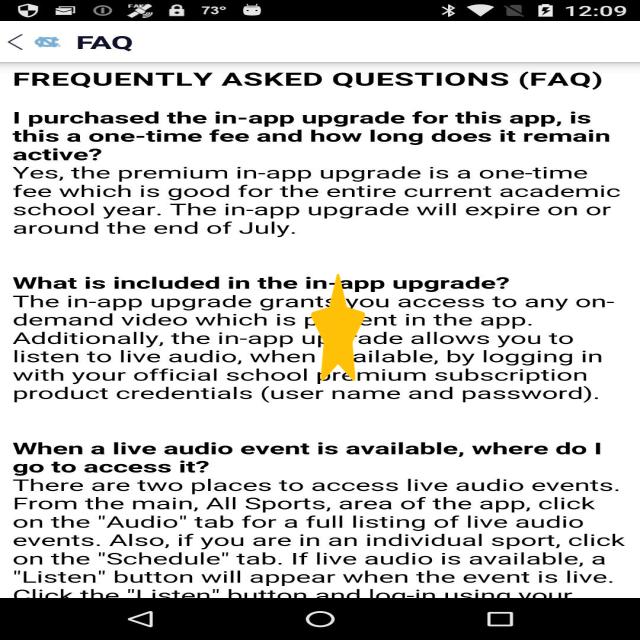 73° 12:09
FAQ
FREQUENTLY ASKED QUESTIONS (FAQ)
I purchased the in-app upgrade for this app, is
this a one-time fee and how long does it remain
active?
Yes, the premium in-app upgrade is a one-time
fee which is good for the entire current academic
school year. The in-app upgrade will expire on or
around the end of July.
What is included in the in-app upgrade?
The in-app upgrade grants you access to any on-
demand video which is in the app.
Additionally, the in-app allows you to
listen to live audio, when by logging in
with your official school premium subscription
product credentials (user name and password).
When a live audio event is available, where do I
go to access it?
There are two places to access live audio events.
From the main, All Sports, area of the app, click
on the "Audio" tab for a full listing of live audio
events. Also, if you are in an individual sport, click
on the "Schedule" tab. If live audio is available, a
"Listen" button will appear when the event is live.
Click the "Listen" button and log-in using your